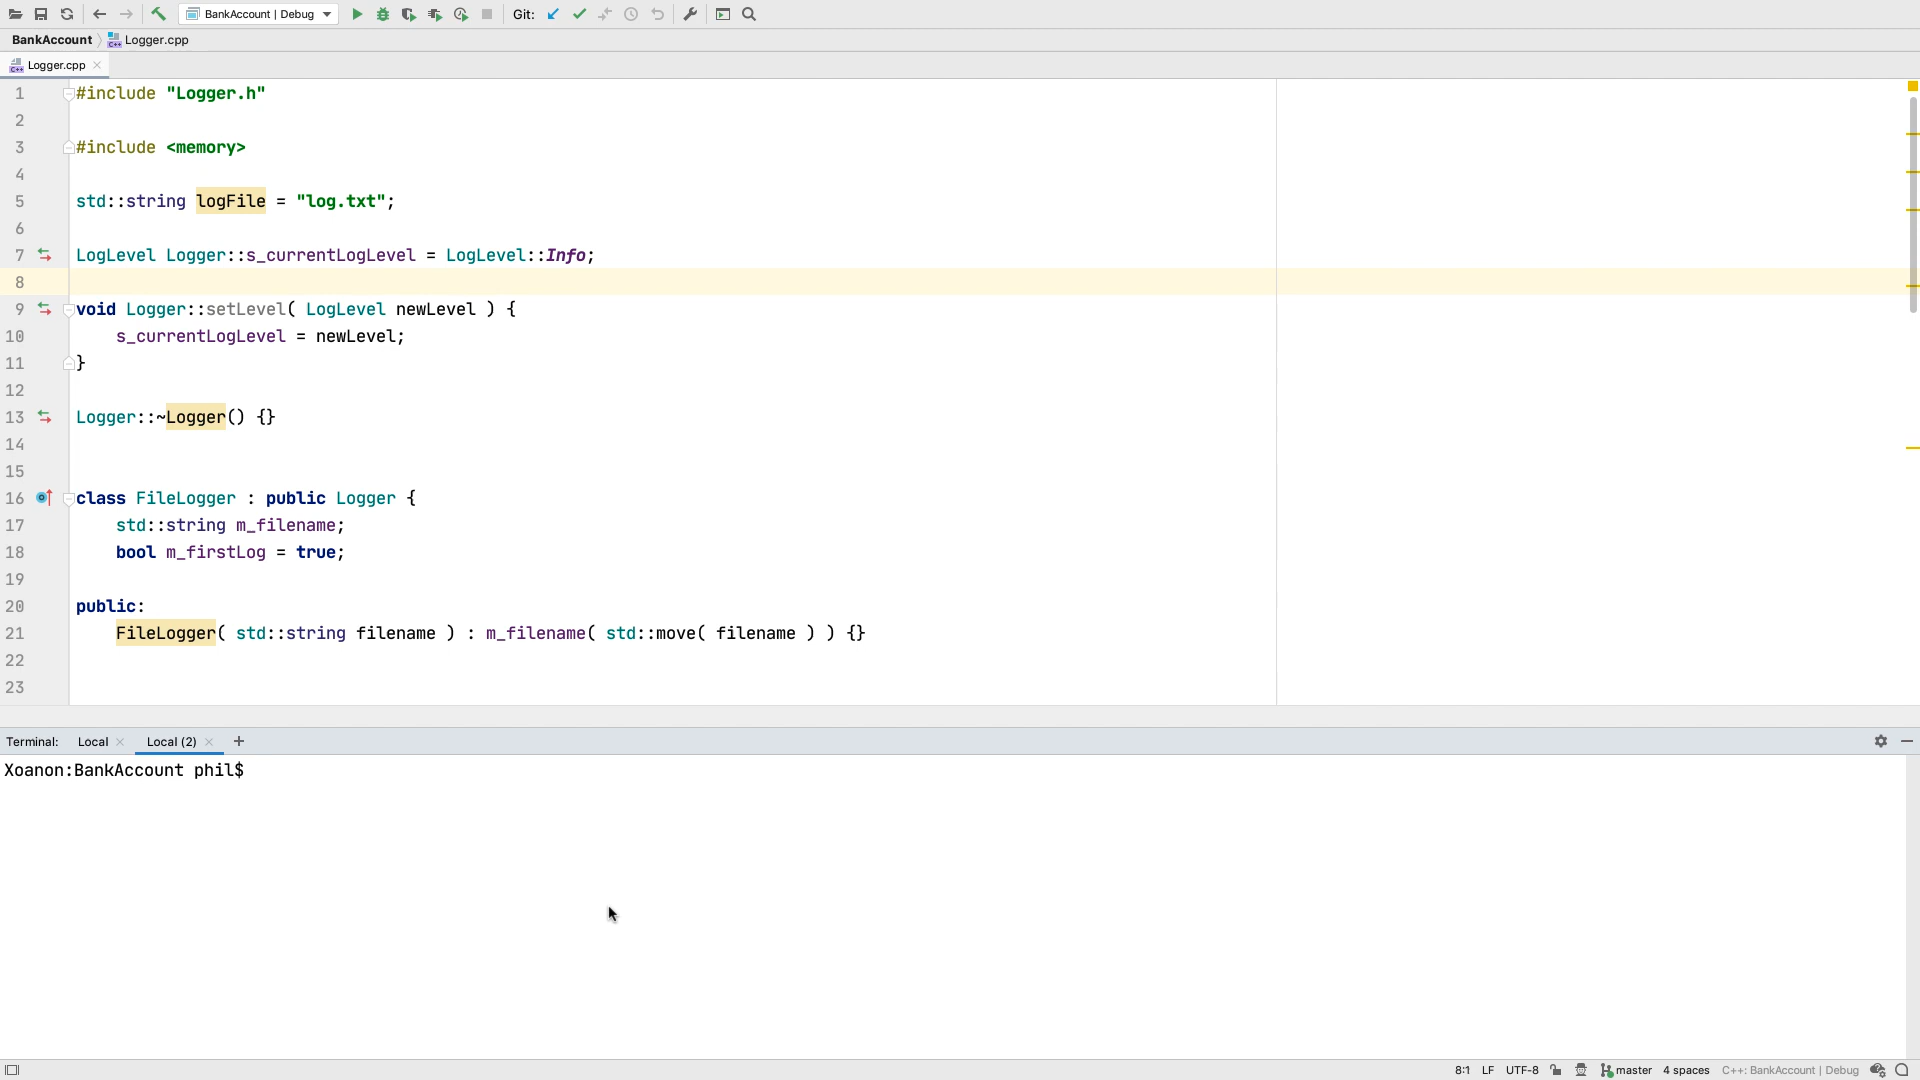 BankAccount | Debug Git:
BankAccount Logger.cpp
Logger.cpp
1 #include "Logger.h"
2
3 #include <memory>
4
5 std::string logFile = "log.txt";
6
7 LogLevel Logger::s_currentLogLevel = LogLevel::Info;
8
9 void Logger::setLevel( LogLevel newLevel ) {
10 s_currentLogLevel = newLevel;
11 }
12
13 Logger::~Logger() {}
14
15
16 class FileLogger : public Logger {
17 std::string m_filename;
18 bool m_firstLog = true;
19
20 public:
21 FileLogger( std::string filename ) : m_filename( std::move( filename ) ) {}
22
23
Terminal: Local Local (2) +
Xoanon:BankAccount phil$
8:1 LF UTF-8 master 4 spaces C++: BankAccount | Debug